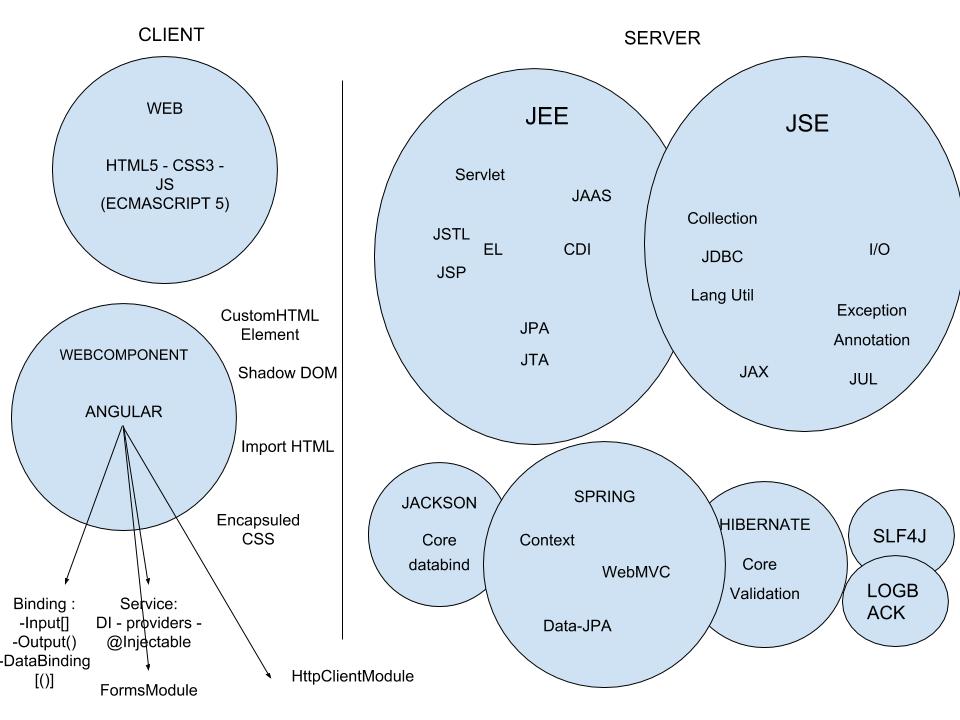 CLIENT
WEB
HTML5 - CSS3 -
JS
(ECMASCRIPT 5)
WEBCOMPONENT
ANGULAR
CustomHTML
Element
Shadow DOM
Import HTML
Encapsuled
CSS
Binding :
-Input[]
-Output()
-DataBinding
[()]
Service:
DI - providers -
@Injectable
FormsModule
HttpClientModule
SERVER
JEE
Servlet
JAAS
JSTL
EL
CDI
JSP
JPA
JTA
JSE
Collection
JDBC
I/O
Lang Util
Exception
Annotation
JAX
JUL
JACKSON
Core
databind
SPRING
Context
WebMVC
Data-JPA
HIBERNATE
Core
Validation
SLF4J
LOGB
ACK